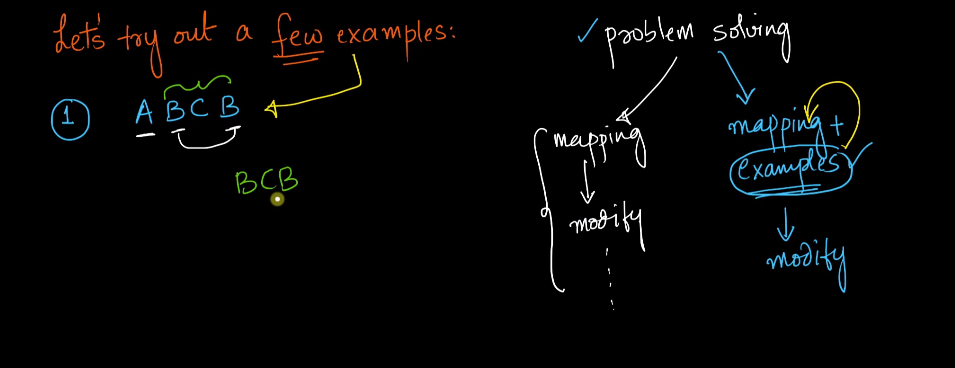 Let's try out a few examples:
1 A B C B
BCB
problem solving
mapping
modify
mapping +
examples
modify